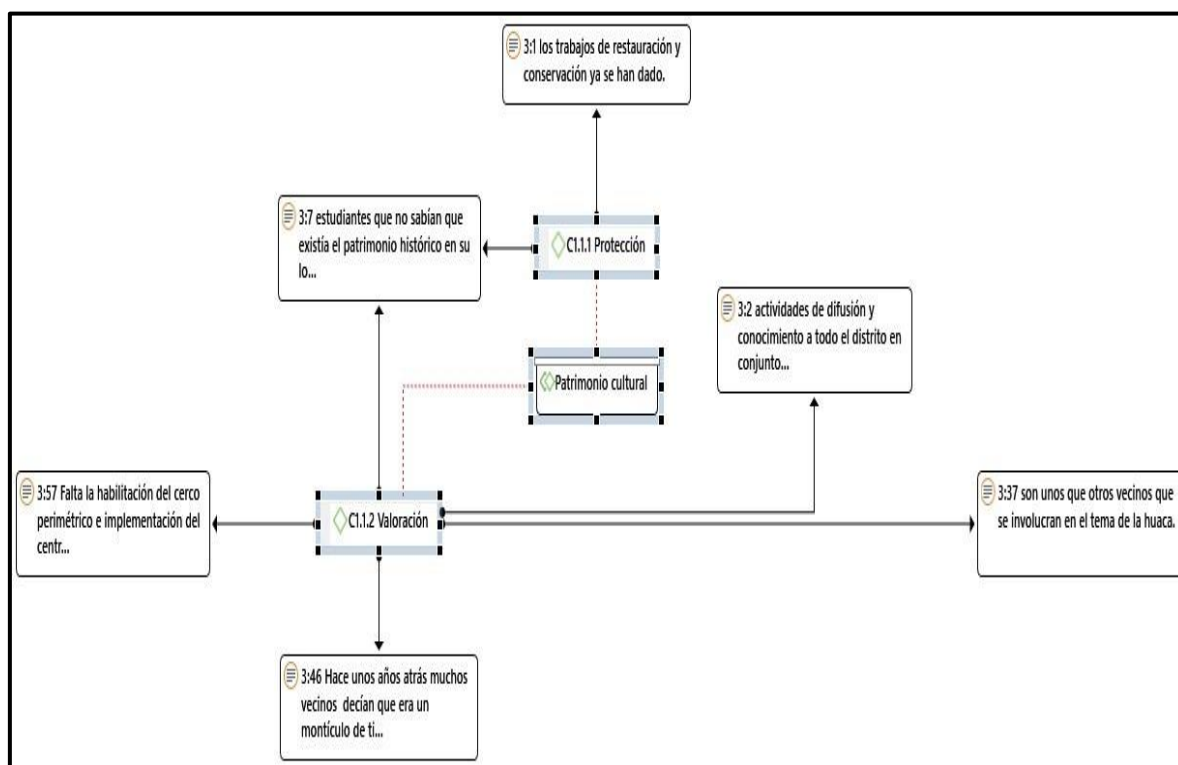 3:1 los trabajos de restauración y
conservación ya se han dado.
3:7 estudiantes que no sabían que
existía el patrimonio histórico en su
lo...
C1.1.1 Protección
3:2 actividades de difusión y
conocimiento a todo el distrito en
conjunto...
Patrimonio cultural
3:57 Falta la habilitación del cerco
perimétrico e implementación del
centr...
C1.1.2 Valoración
3:37 son unos que otros vecinos que
se involucran en el tema de la huaca.
3:46 Hace unos años atrás muchos
vecinos decían que era un
montículo de ti...